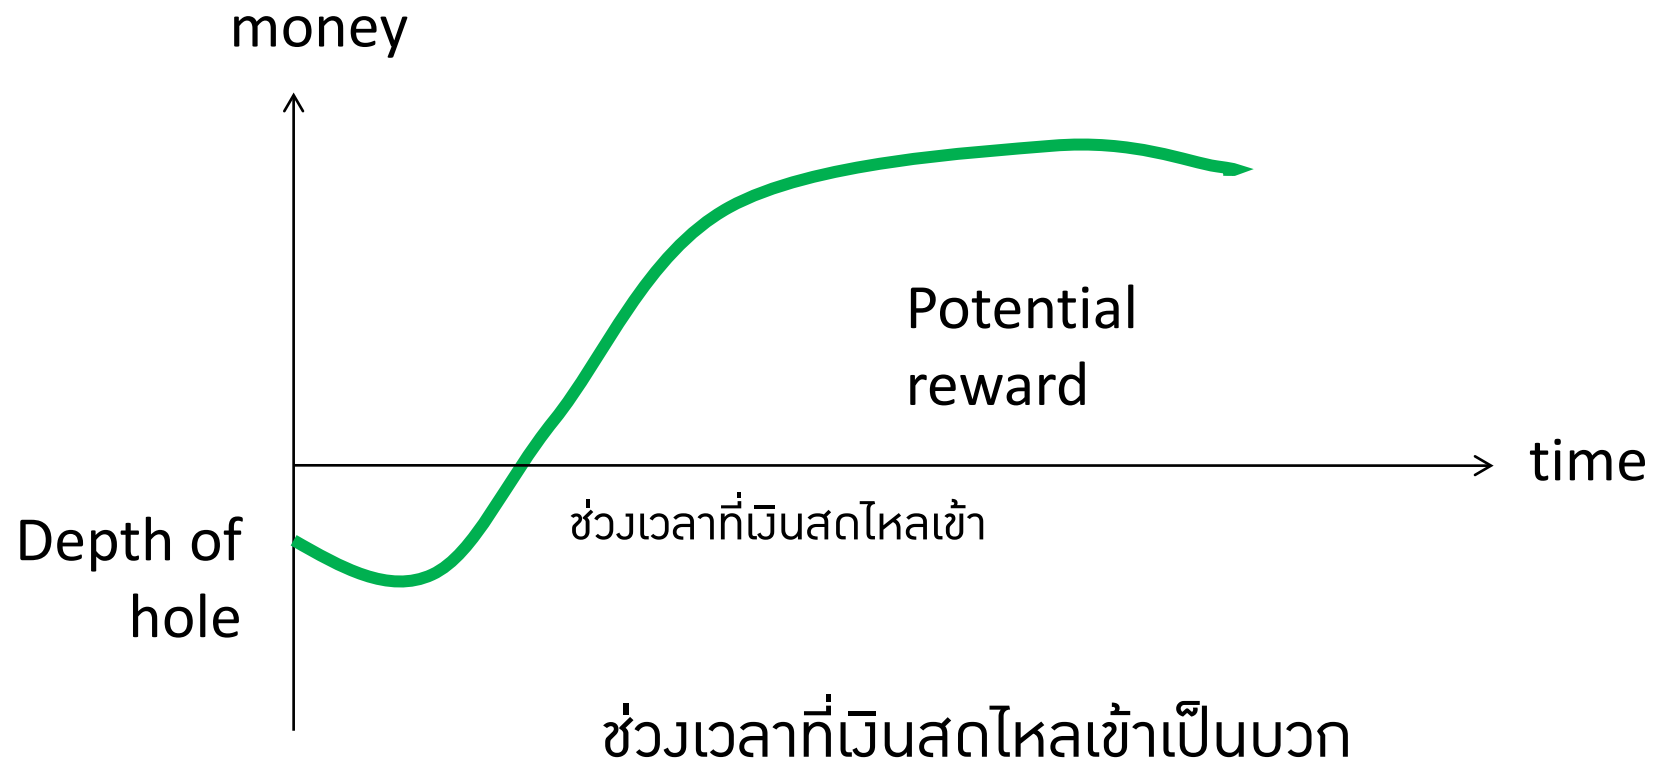 money
Potential
reward
time
ช่วงเวลาที่เงินสดไหลเข้า
Depth of
hole
ช่วงเวลาที่เงินสดไหลเข้าเป็นบวก